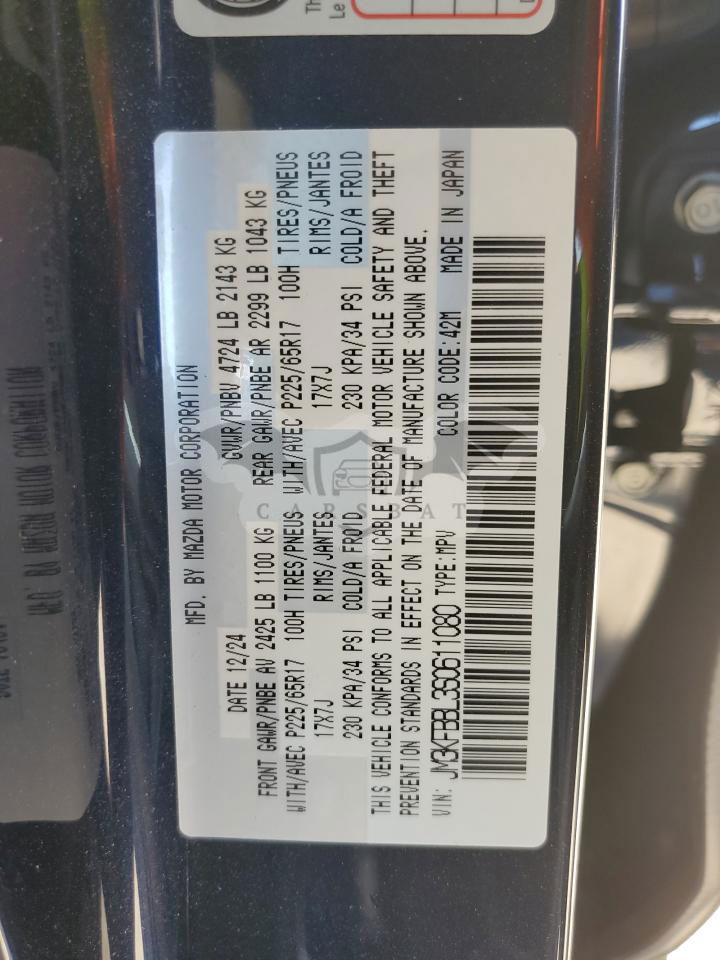 Th
Le
MFD. BY MAZDA MOTOR CORPORATION
DATE 12/24 GVWR/PNBV 4724 LB 2143 KG
FRONT GAWR/PNBE AV 2425 LB 1100 KG REAR GAWR/PNBE AR 2299 LB 1043 KG
WITH/AVEC P225/65R17 100H TIRES/PNEUS WITH/AVEC P225/65R17 100H TIRES/PNEUS
17X7J RIMS/JANTES 17X7J RIMS/JANTES
230 KPA/34 PSI COLD/A FROID 230 KPA/34 PSI COLD/A FROID
THIS VEHICLE CONFORMS TO ALL APPLICABLE FEDERAL MOTOR VEHICLE SAFETY AND THEFT
PREVENTION STANDARDS IN EFFECT ON THE DATE OF MANUFACTURE SHOWN ABOVE.
VIN: JM3KFBBL3S0611080 TYPE:MPV COLOR CODE:42M MADE IN JAPAN
CARSBAT